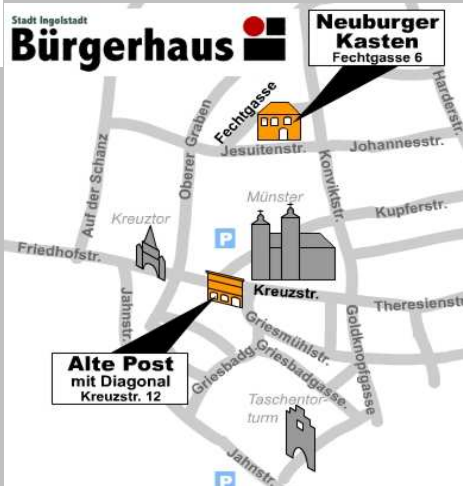 Stadt Ingolstadt
Bürgerhaus
Neuburger
Kasten
Fechtgasse 6
Harderstr.
Fechtgasse
Oberer Graben
Auf der Schanz
Jesuitenstr.
Johannesstr.
Konviktstr.
Münster
Kupferstr.
Kreuztor
P
Friedhofstr.
Kreuzstr.
Theresienstr
Jahnstr.
Griesmühlstr.
Goldknopfgasse
Alte Post
mit Diagonal
Kreuzstr. 12
Griesbadg
Griesbadgasse.
Taschentor-
turm
Jahnstr.
P